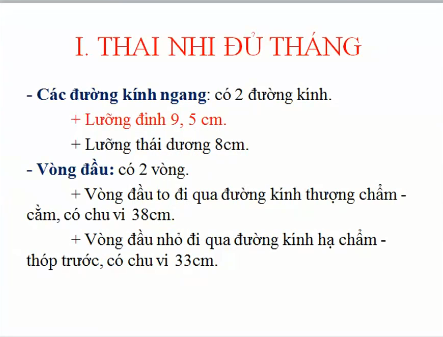 I. THAI NHI ĐỦ THÁNG
- Các đường kính ngang: có 2 đường kinh.
+ Lưỡng đinh 9, 5 cm.
+ Lưỡng thái dương 8cm.
- Vòng đầu: có 2 vòng.
+ Vòng đầu to đi qua đường kính thượng chẩm -
cằm, có chu vi 38cm.
+ Vòng đầu nhỏ đi qua đường kinh hạ chẩm -
thóp trước, có chu vi 33cm.